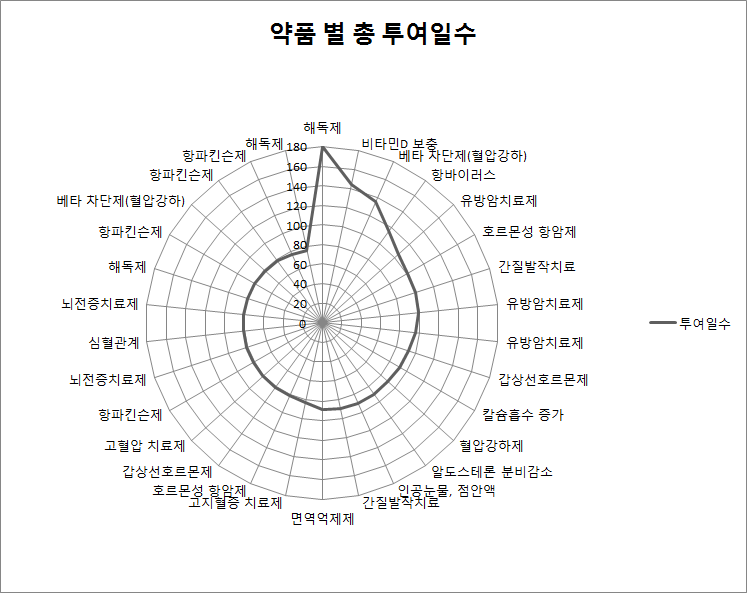 약품 별 총 투여일수
해독제
비타민D 보충
베타 차단제(혈압강하)
항바이러스
유방암치료제
호르몬성 항암제
간질발작치료
유방암치료제
유방암치료제
갑상선호르몬제
칼슘흡수 증가
혈압강하제
알도스테론 분비감소
인공눈물, 점안액
간질발작치료
면역억제제
고지혈증 치료제
호르몬성 항암제
갑상선호르몬제
고혈압 치료제
항파킨슨제
뇌전증치료제
심혈관계
뇌전증치료제
해독제
항파킨슨제
베타 차단제(혈압강하)
항파킨슨제
항파킨슨제
해독제
180
160
140
120
100
80
60
40
20
0
투여일수